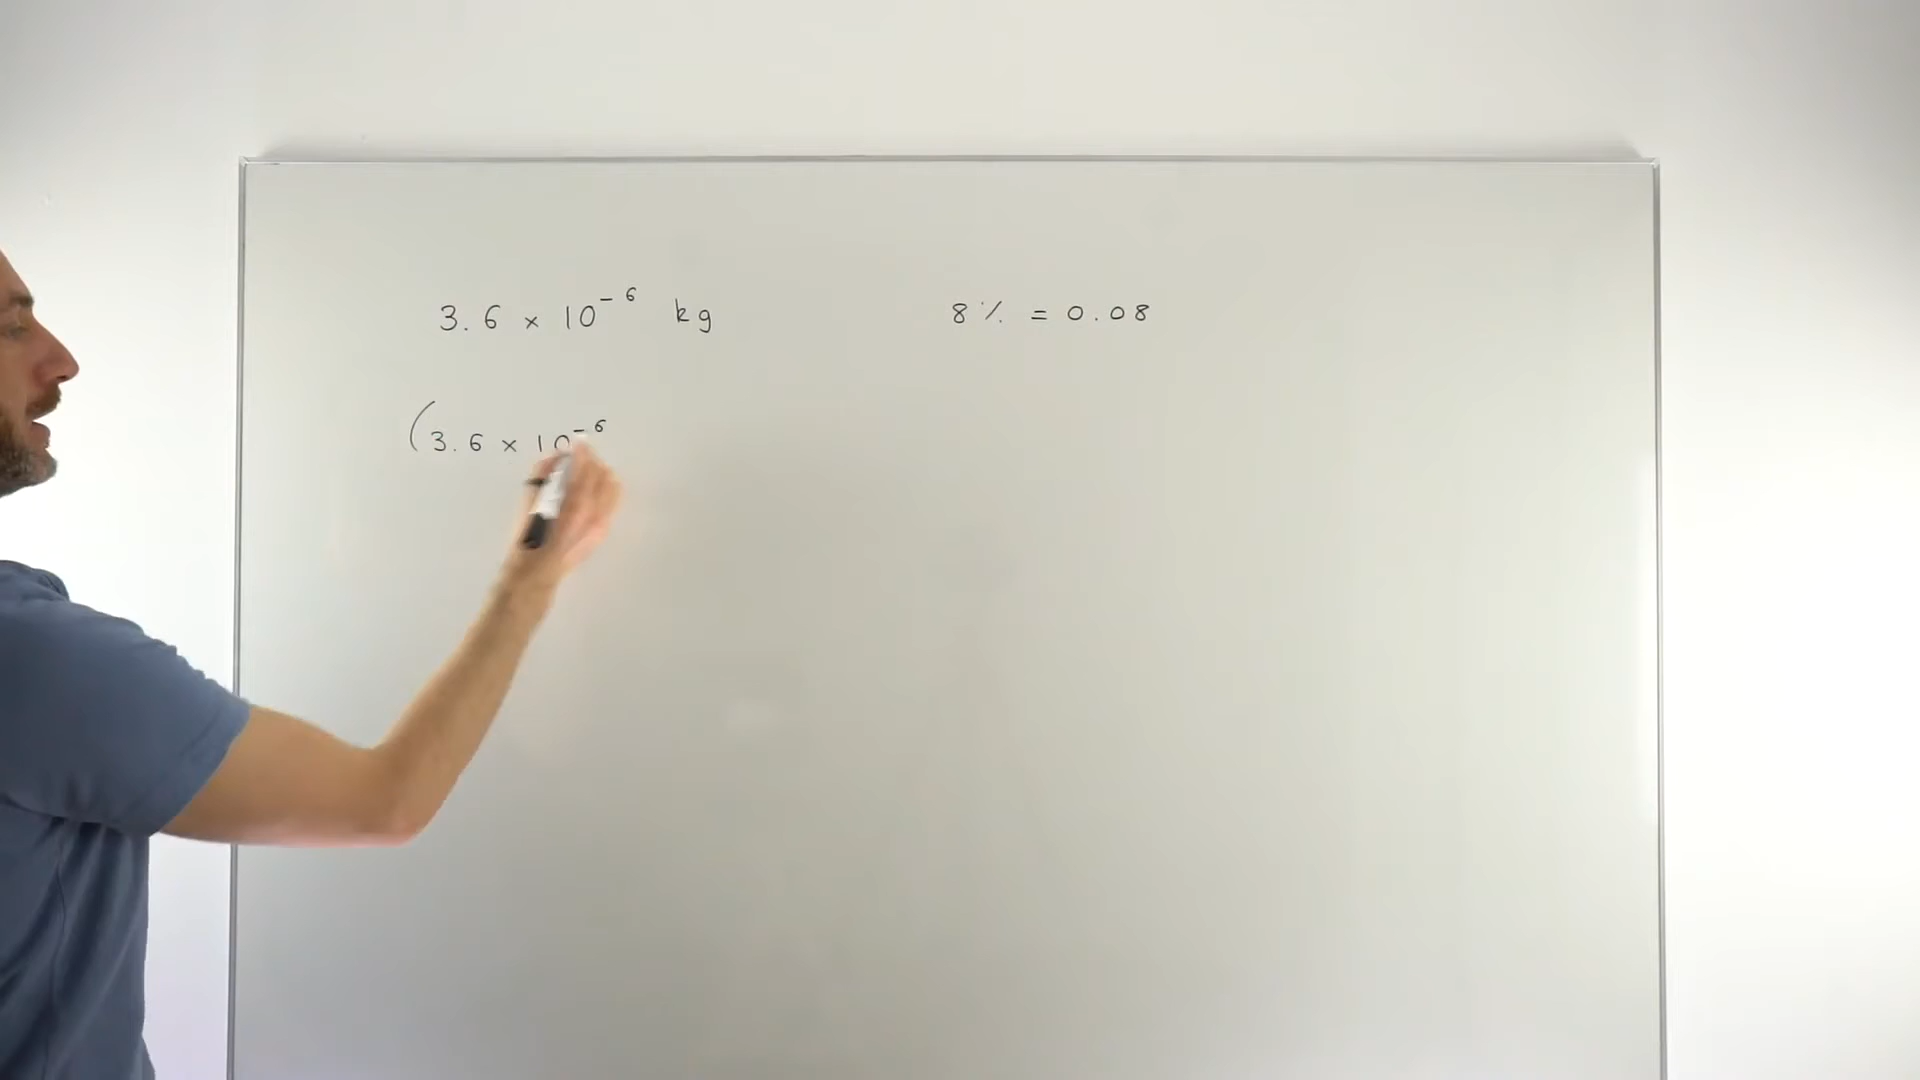 3.6 × 10⁻⁶ kg
8% = 0.08
(3.6 × 10⁻⁶